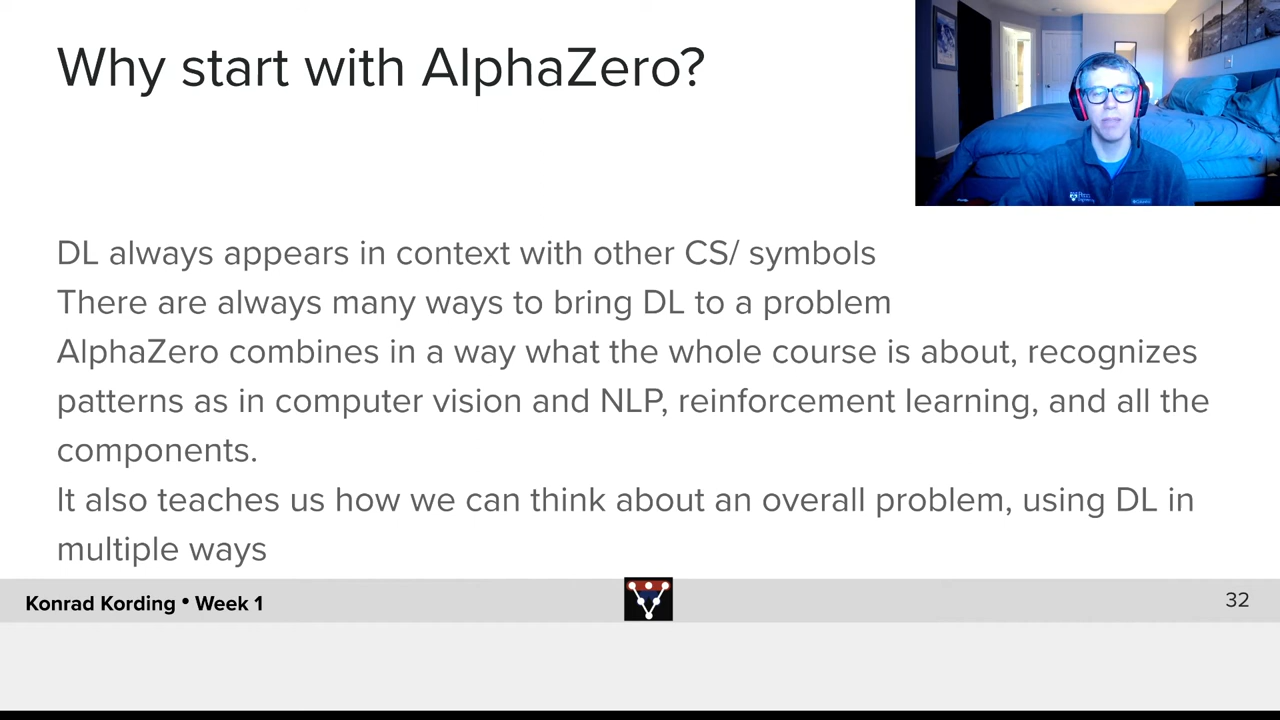 Why start with AlphaZero?
DL always appears in context with other CS/ symbols
There are always many ways to bring DL to a problem
AlphaZero combines in a way what the whole course is about, recognizes
patterns as in computer vision and NLP, reinforcement learning, and all the
components.
It also teaches us how we can think about an overall problem, using DL in
multiple ways
Konrad Kording • Week 1
32